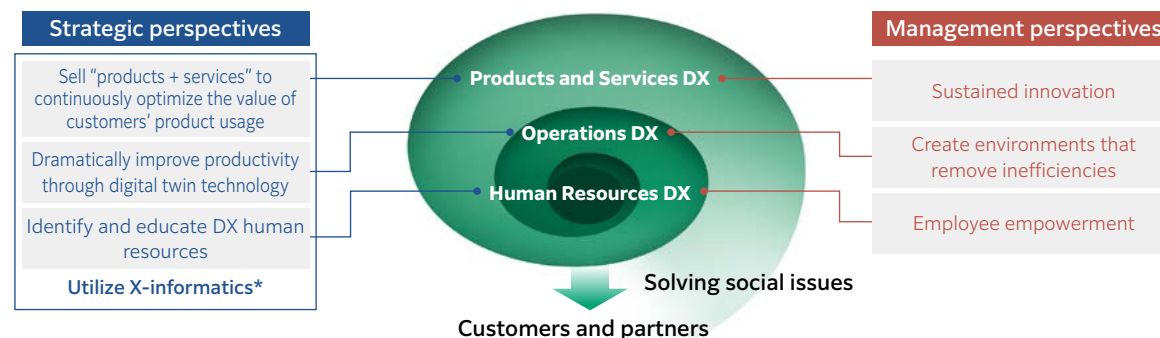 Strategic perspectives
Sell “products + services” to
continuously optimize the value of
customers’ product usage
Dramatically improve productivity
through digital twin technology
Identify and educate DX human
resources
Utilize X-informatics*
Products and Services DX
Operations DX
Human Resources DX
Solving social issues
Customers and partners
Management perspectives
Sustained innovation
Create environments that
remove inefficiencies
Employee empowerment